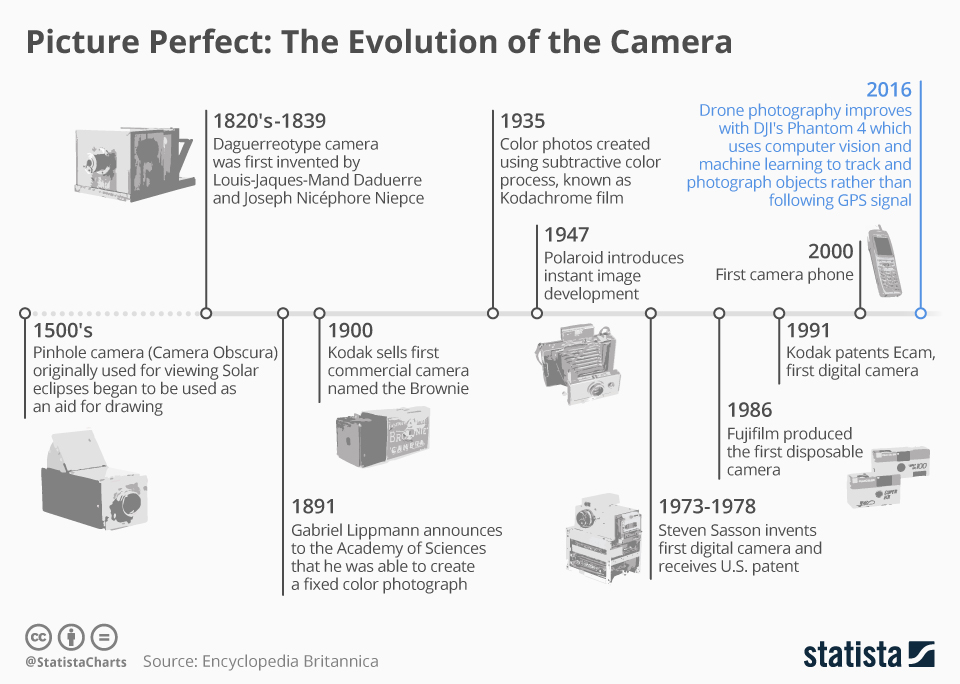 Picture Perfect: The Evolution of the Camera
1820's-1839
Daguerreotype camera
was first invented by
Louis-Jaques-Mand Daduerre
and Joseph Nicéphore Niepce
1935
Color photos created
using subtractive color
process, known as
Kodachrome film
2016
Drone photography improves
with DJI's Phantom 4 which
uses computer vision and
machine learning to track and
photograph objects rather than
following GPS signal
1947
Polaroid introduces
instant image
development
2000
First camera phone
1500's
Pinhole camera (Camera Obscura)
originally used for viewing Solar
eclipses began to be used as
an aid for drawing
1900
Kodak sells first
commercial camera
named the Brownie
BROWNIE
CAMERA
1991
Kodak patents Ecam,
first digital camera
1986
Fujifilm produced
the first disposable
camera
1891
Gabriel Lippmann announces
to the Academy of Sciences
that he was able to create
a fixed color photograph
1973-1978
Steven Sasson invents
first digital camera and
receives U.S. patent
cc
@StatistaCharts
Source: Encyclopedia Britannica
statista